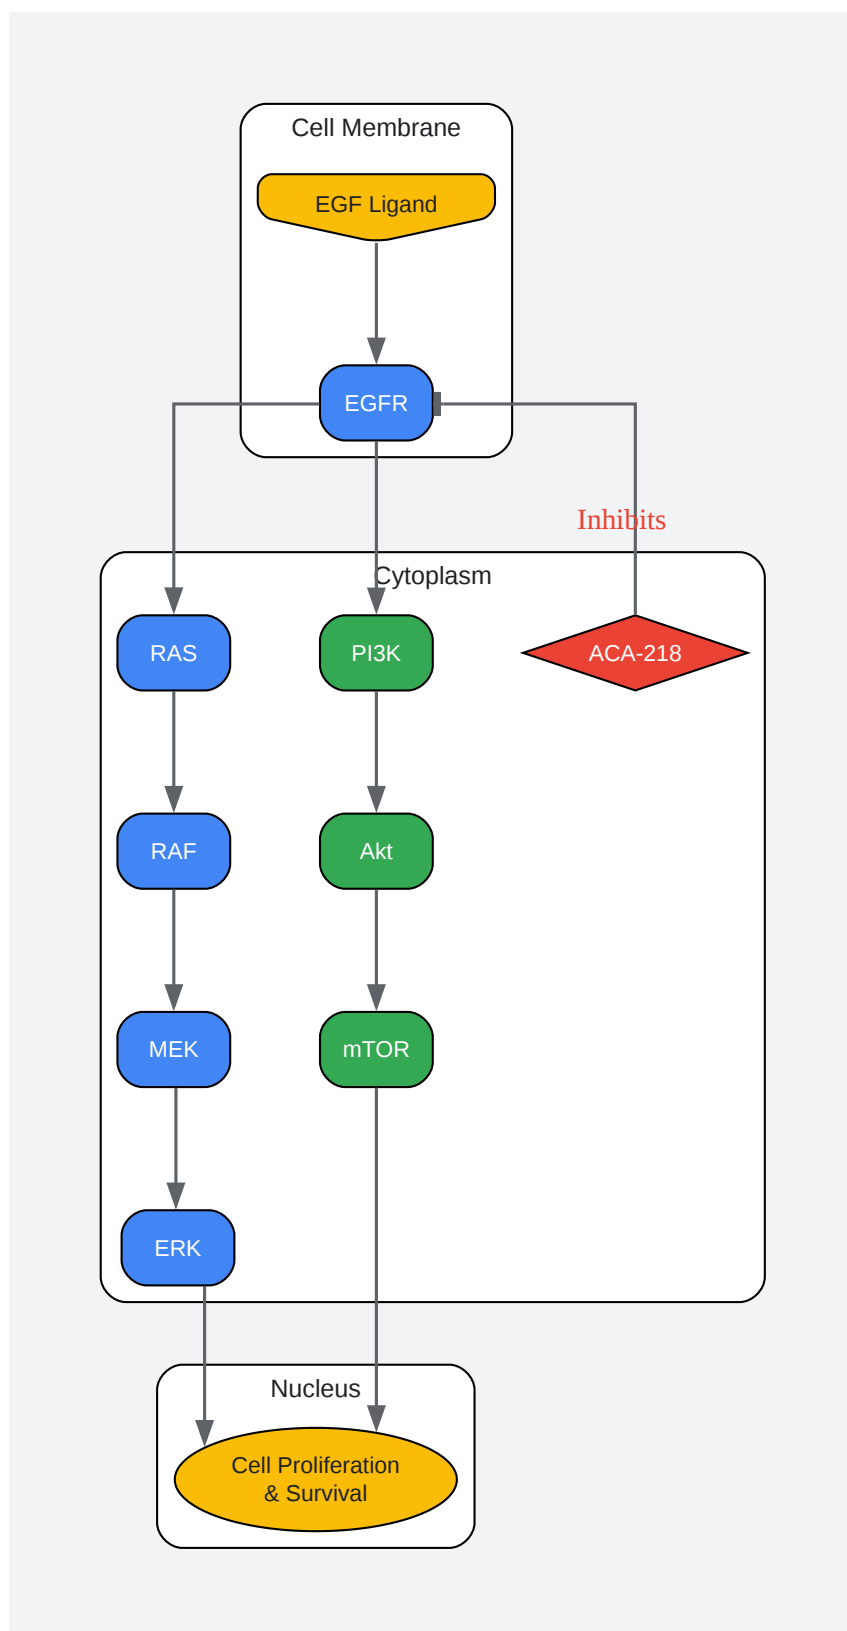 Cell Membrane
EGF Ligand
EGFR
Inhibits
Cytoplasm
RAS
PI3K
ACA-218
RAF
Akt
MEK
mTOR
ERK
Nucleus
Cell Proliferation
& Survival